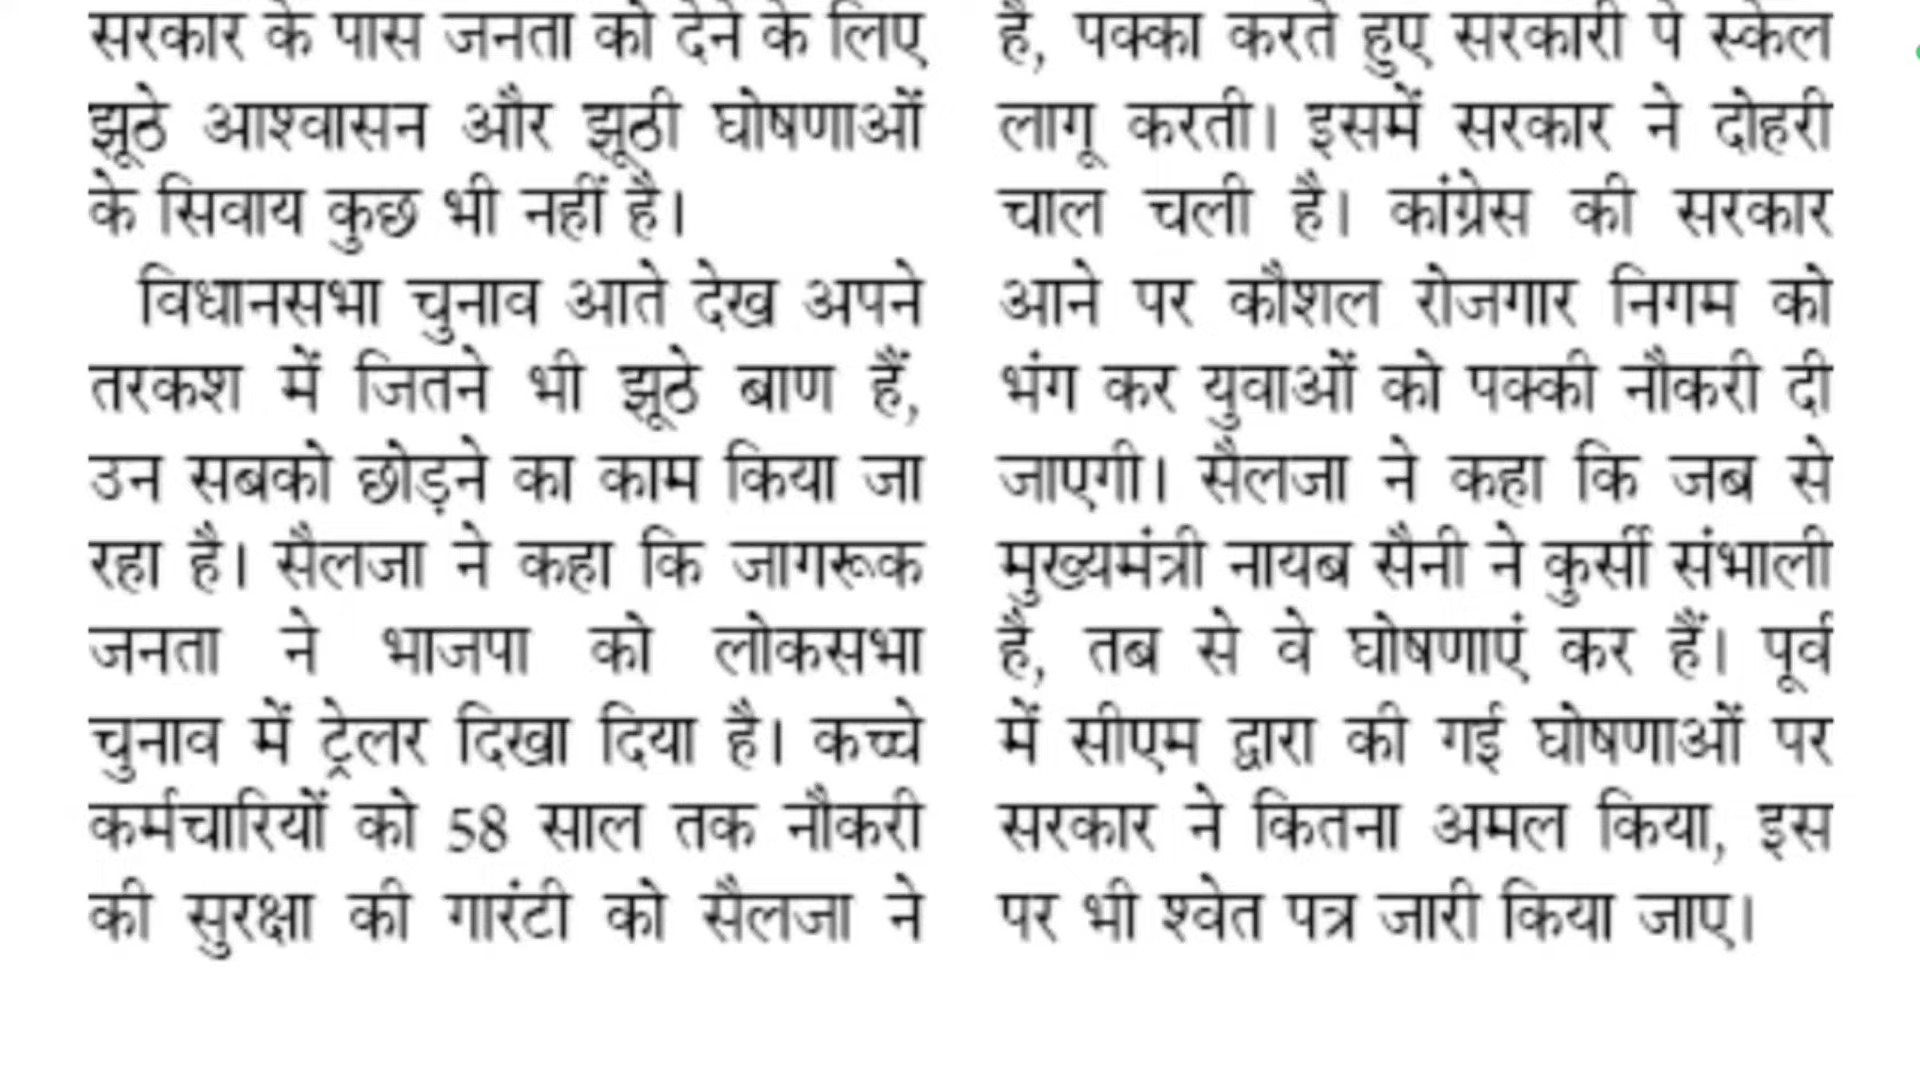 सरकार के पास जनता को देने के लिए
झूठे आश्वासन और झूठी घोषणाओं
के सिवाय कुछ भी नहीं है।
विधानसभा चुनाव आते देख अपने
तरकश में जितने भी झूठे बाण हैं,
उन सबको छोड़ने का काम किया जा
रहा है। सैलजा ने कहा कि जागरूक
जनता ने भाजपा को लोकसभा
चुनाव में ट्रेलर दिखा दिया है। कच्चे
कर्मचारियों को 58 साल तक नौकरी
की सुरक्षा की गारंटी को सैलजा ने
है, पक्का करते हुए सरकारी पे स्केल
लागू करती। इसमें सरकार ने दोहरी
चाल चली है। कांग्रेस की सरकार
आने पर कौशल रोजगार निगम को
भंग कर युवाओं को पक्की नौकरी दी
जाएगी। सैलजा ने कहा कि जब से
मुख्यमंत्री नायब सैनी ने कुर्सी संभाली
है, तब से वे घोषणाएं कर हैं। पूर्व
में सीएम द्वारा की गई घोषणाओं पर
सरकार ने कितना अमल किया, इस
पर भी श्वेत पत्र जारी किया जाए।